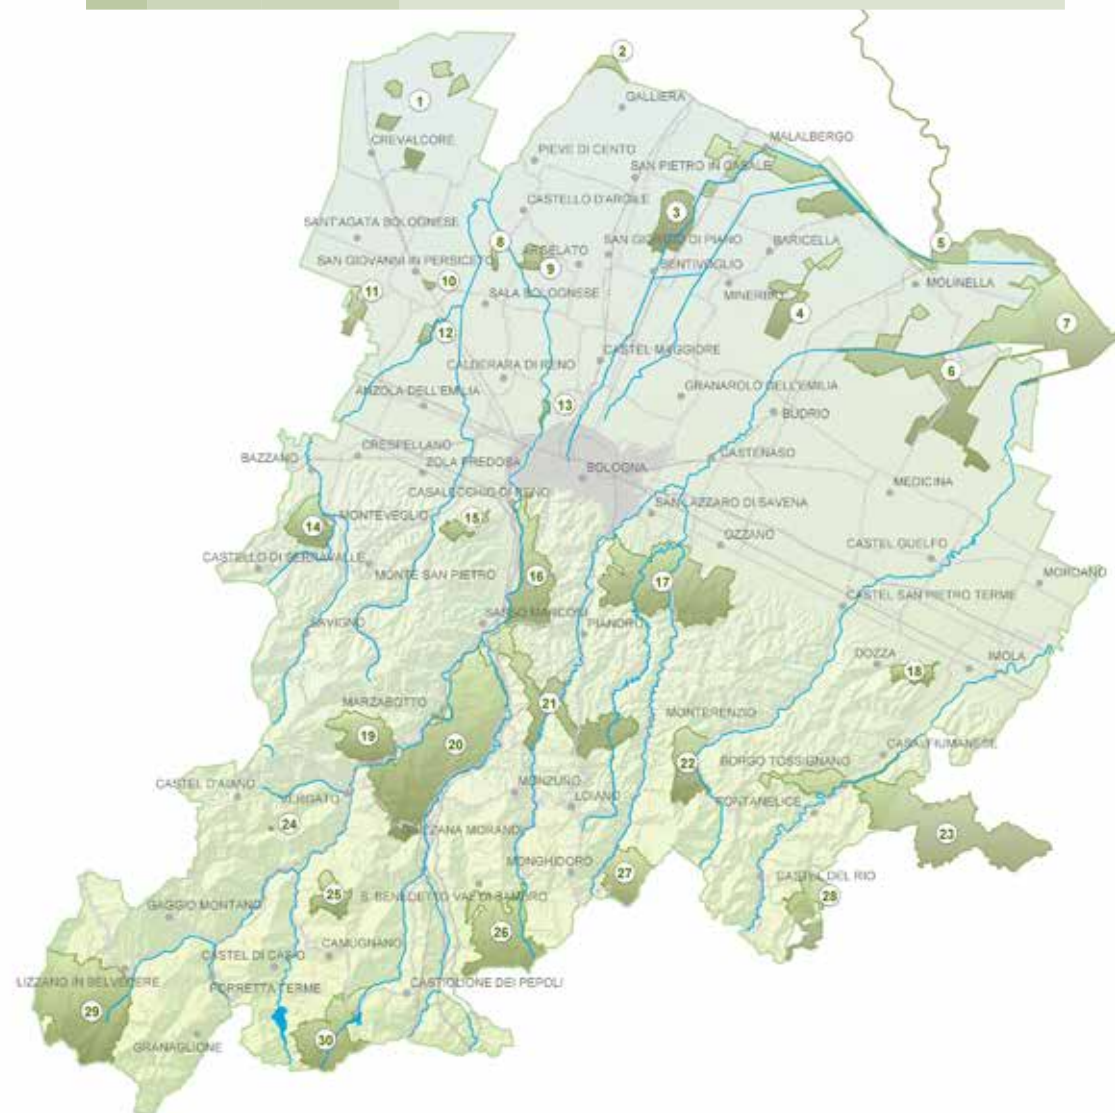 2
GALLIERA
1
CREVALCORE
MALALBERGO
PIEVE DI CENTO
SAN PIETRO IN CASALE
CASTELLO D'ARGILE
3
SANT'AGATA BOLOGNESE
8
SAN GIORGIO DI PIANO
BARICELLA
5
ARGELATO
SAN GIOVANNI IN PERSICETO
9
BENTIVOGLIO
10
MOLINELLA
11
SALA BOLOGNESE
MINERBIO
4
7
12
CASTEL MAGGIORE
CALDERARA DI RENO
6
GRANAROLO DELL'EMILIA
ANZOLA DELL'EMILIA
13
BUDRIO
CRESPELLANO
BAZZANO
ZOLA PREDOSA
CASTENASO
BOLOGNA
MEDICINA
CASALECCHIO DI RENO
SAN LAZZARO DI SAVENA
MONTEVEGLIO
15
14
OZZANO
CASTEL GUELFO
CASTELLO DI SERRAVALLE
MONTE SAN PIETRO
16
17
MORDANO
CASTEL SAN PIETRO TERME
SASSO MARCONI
SAVIGNO
PIANORO
DOZZA
IMOLA
18
MARZABOTTO
21
MONTERENZIO
19
20
CASALFIUMANESE
22
BORGO TOSSIGNANO
CASTEL D'AIANO
MONZUNO
VERGATO
LOIANO
FONTANELICE
24
GRIZZANA MORANDI
23
MONGHIDORO
27
CASTEL DEL RIO
25
S. BENEDETTO VAL DI SAMBRO
28
GAGGIO MONTANO
26
CAMUGNANO
CASTEL DI CASIO
LIZZANO IN BELVEDERE
PORRETTA TERME
CASTIGLIONE DEI PEPOLI
29
30
GRANAGLIONE